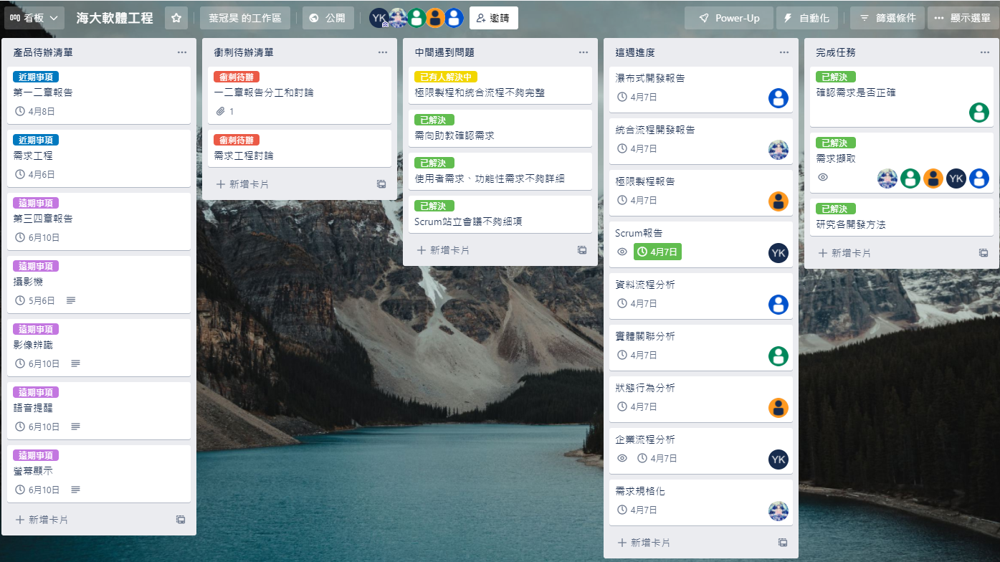 看板
海大軟體工程
葉冠昊 的工作區
公開
YK
邀請
Power-Up
自動化
篩選條件
顯示選單
產品待辦清單
近期事項
第一二章報告
4月8日
近期事項
需求工程
4月6日
遠期事項
第三四章報告
6月10日
遠期事項
攝影機
5月6日
遠期事項
影像辨識
6月10日
遠期事項
語音提醒
6月10日
遠期事項
螢幕顯示
6月10日
新增卡片
衝刺待辦清單
衝刺待辦
一二章報告分工和討論
1
衝刺待辦
需求工程討論
新增卡片
中間遇到問題
已有人解決中
極限製程和統合流程不夠完整
已解決
需向助教確認需求
已解決
使用者需求、功能性需求不夠詳細
已解決
Scrum站立會議不夠細項
新增卡片
這週進度
瀑布式開發報告
4月7日
統合流程開發報告
4月7日
極限製程報告
4月7日
Scrum報告
4月7日
YK
資料流程分析
4月7日
實體關聯分析
4月7日
狀態行為分析
4月7日
企業流程分析
4月7日
YK
需求規格化
4月7日
新增卡片
完成任務
已解決
確認需求是否正確
已解決
需求擷取
YK
已解決
研究各開發方法
新增卡片